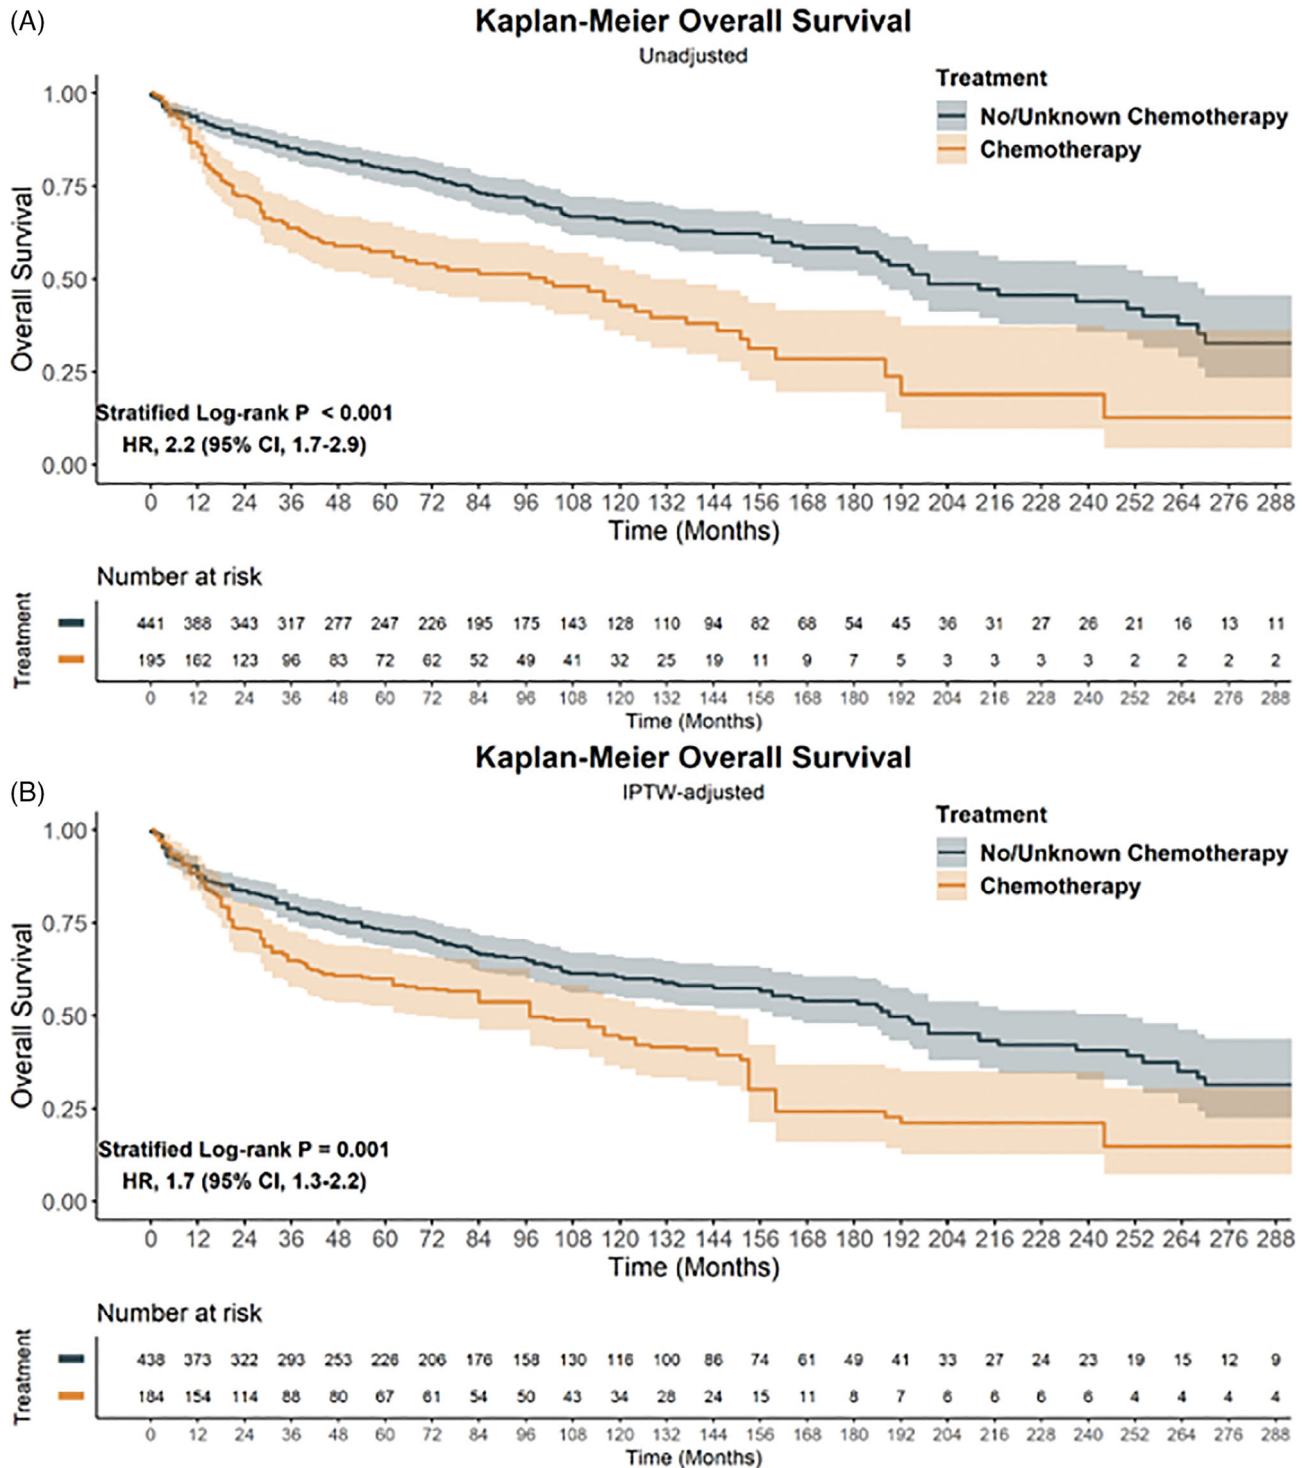 (A)
Kaplan-Meier Overall Survival
Unadjusted
Treatment
No/Unknown Chemotherapy
Chemotherapy
Overall Survival
1.00
0.75
0.50
0.25
0.00
Stratified Log-rank P < 0.001
HR, 2.2 (95% CI, 1.7-2.9)
0 12 24 36 48 60 72 84 96 108 120 132 144 156 168 180 192 204 216 228 240 252 264 276 288
Time (Months)
Number at risk
Treatment
441 388 343 317 277 247 226 195 175 143 128 110 94 82 68 54 45 36 31 27 26 21 16 13 11
195 162 123 96 83 72 62 52 49 41 32 25 19 11 9 7 5 3 3 3 3 2 2 2 2
0 12 24 36 48 60 72 84 96 108 120 132 144 156 168 180 192 204 216 228 240 252 264 276 288
Time (Months)
(B)
Kaplan-Meier Overall Survival
IPTW-adjusted
Treatment
No/Unknown Chemotherapy
Chemotherapy
Overall Survival
1.00
0.75
0.50
0.25
0.00
Stratified Log-rank P = 0.001
HR, 1.7 (95% CI, 1.3-2.2)
0 12 24 36 48 60 72 84 96 108 120 132 144 156 168 180 192 204 216 228 240 252 264 276 288
Time (Months)
Number at risk
Treatment
438 373 322 293 253 226 206 176 158 130 116 100 86 74 61 49 41 33 27 24 23 19 15 12 9
184 154 114 88 80 67 61 54 50 43 34 28 24 15 11 8 7 6 6 6 6 4 4 4 4
0 12 24 36 48 60 72 84 96 108 120 132 144 156 168 180 192 204 216 228 240 252 264 276 288
Time (Months)